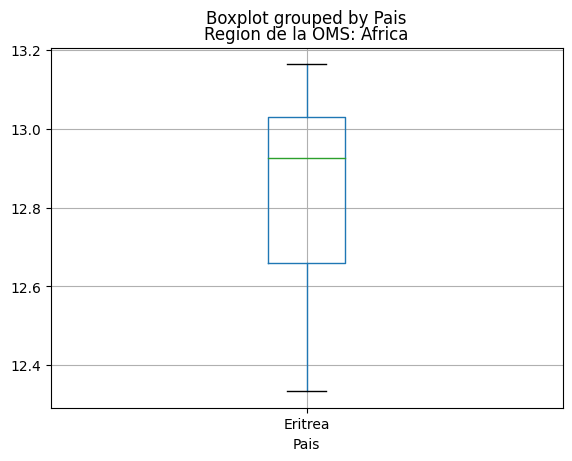 Boxplot grouped by Pais
Region de la OMS: Africa
13.2
13.0
12.8
12.6
12.4
Eritrea
Pais